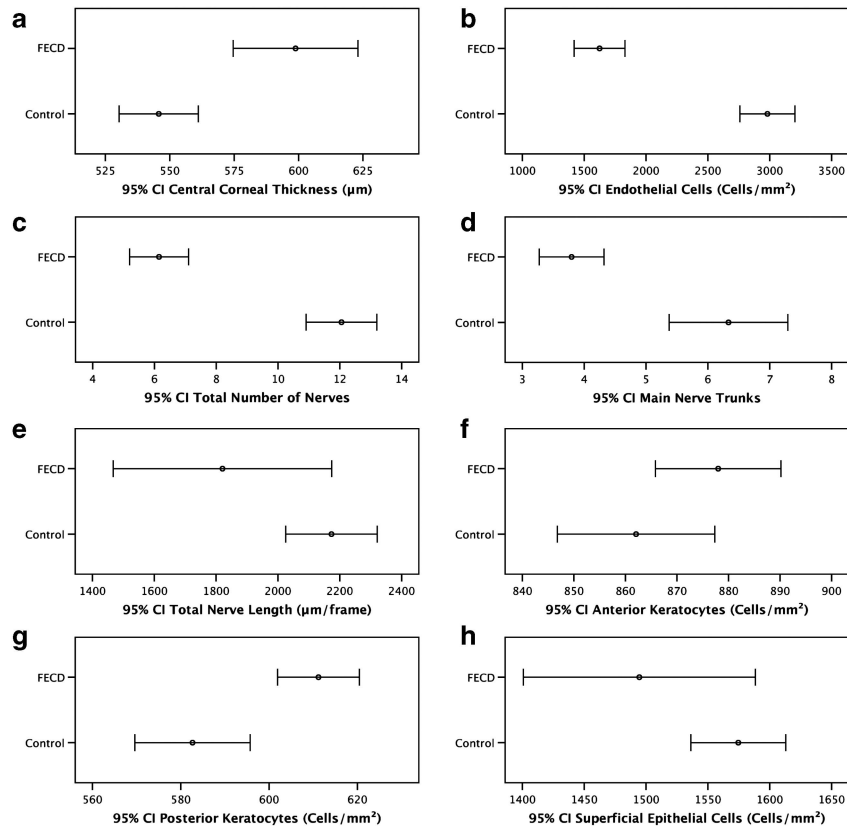 a
FECD
Control
525 550 575 600 625
95% CI Central Corneal Thickness (μm)
b
FECD
Control
1000 1500 2000 2500 3000 3500
95% CI Endothelial Cells (Cells/mm²)
c
FECD
Control
4 6 8 10 12 14
95% CI Total Number of Nerves
d
FECD
Control
3 4 5 6 7 8
95% CI Main Nerve Trunks
e
FECD
Control
1400 1600 1800 2000 2200 2400
95% CI Total Nerve Length (μm/frame)
f
FECD
Control
840 850 860 870 880 890 900
95% CI Anterior Keratocytes (Cells/mm²)
g
FECD
Control
560 580 600 620
95% CI Posterior Keratocytes (Cells/mm²)
h
FECD
Control
1400 1450 1500 1550 1600 1650
95% CI Superficial Epithelial Cells (Cells/mm²)